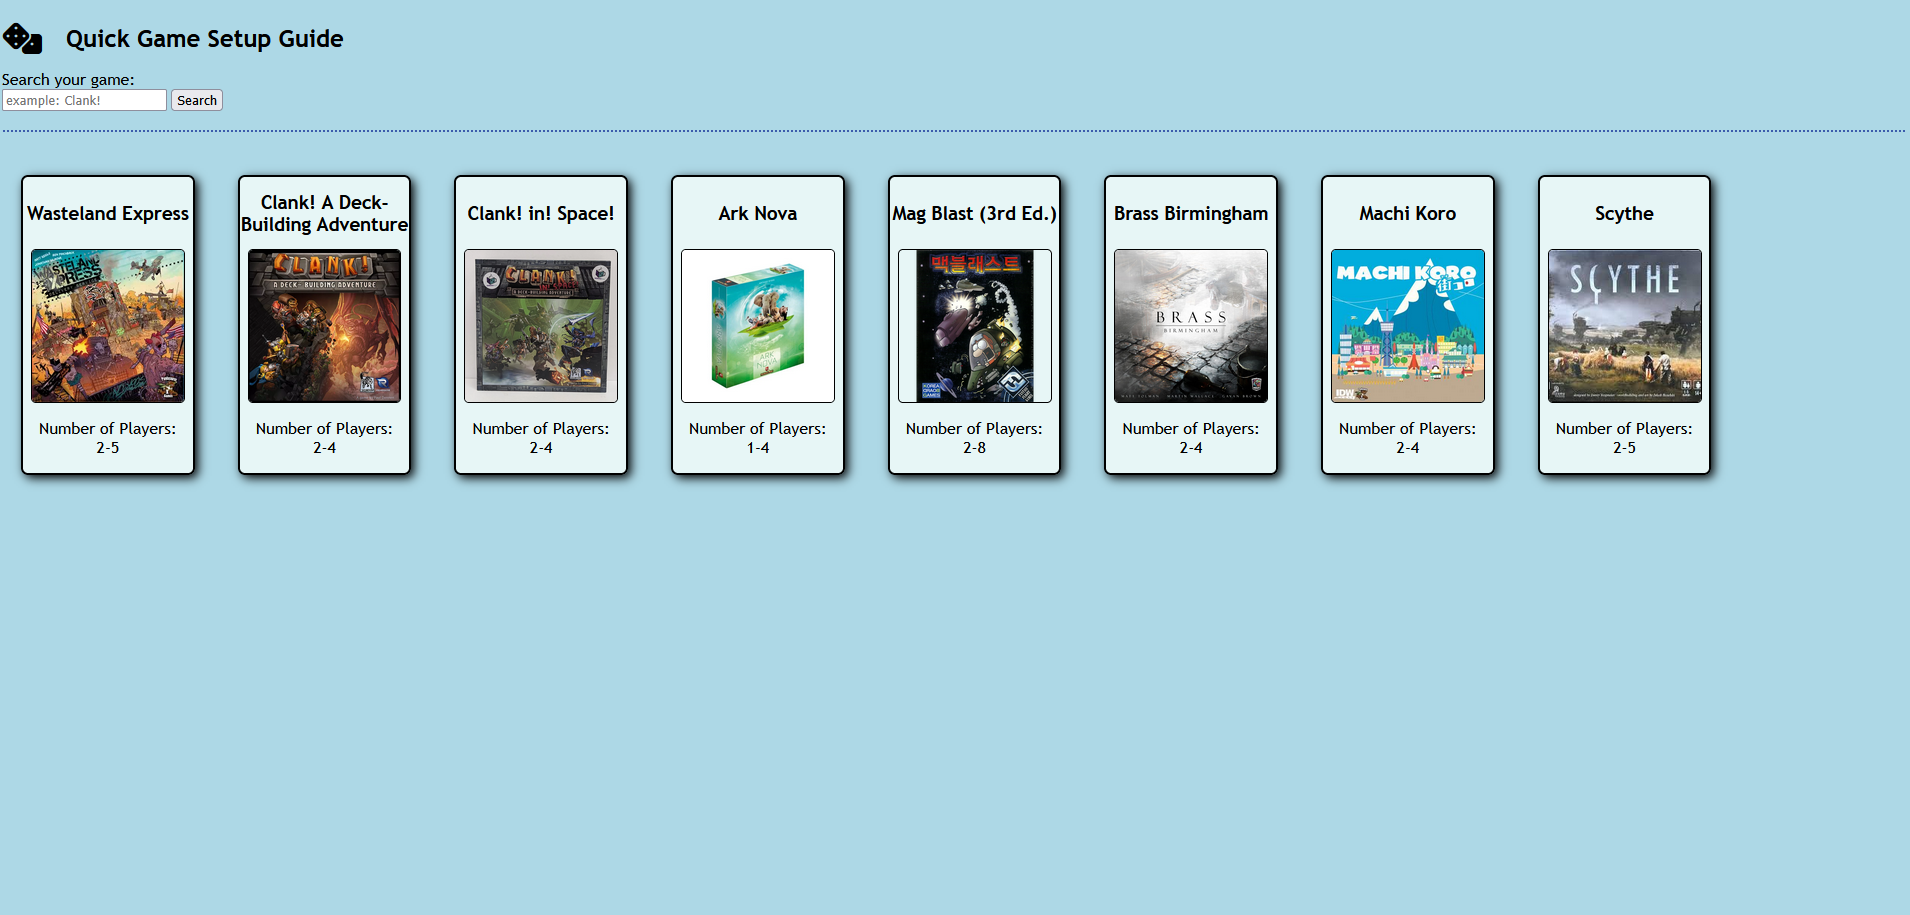 Quick Game Setup Guide
Search your game:
example: Clank!
Search
Wasteland Express
WASTELAND
EXPRESS
Number of Players:
2-5
Clank! A Deck-
Building Adventure
CLANK!
A DECK-BUILDING ADVENTURE
Number of Players:
2-4
Clank! in! Space!
CLANK!
A DECK-BUILDING ADVENTURE
Number of Players:
2-4
Ark Nova
ARK
NOVA
Number of Players:
1-4
Mag Blast (3rd Ed.)
맥블래스트
KOREA
GAMES
Number of Players:
2-8
Brass Birmingham
BRASS
BIRMINGHAM
Number of Players:
2-4
Machi Koro
MACHI KORO
街
IDW
Number of Players:
2-4
Scythe
SCYTHE
Number of Players:
2-5